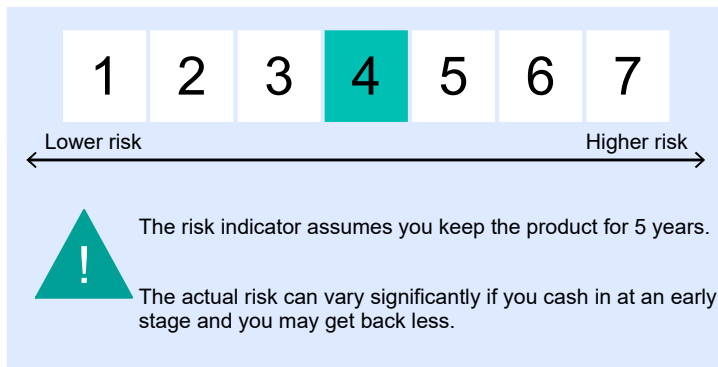 1 2 3 4 5 6 7
Lower risk Higher risk
!
The risk indicator assumes you keep the product for 5 years.
The actual risk can vary significantly if you cash in at an early
stage and you may get back less.